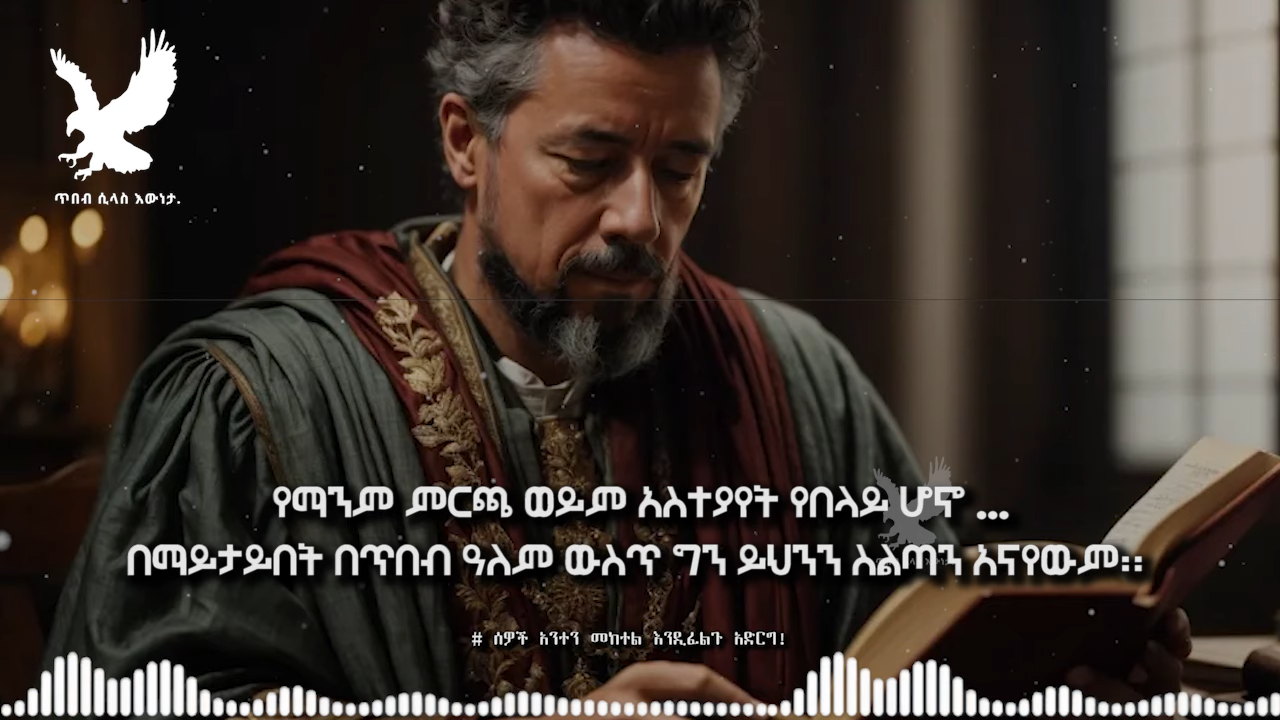 ጥበብ ሲላስ እውነታ.
የማንም ምርጫ ወይም አስተያየት የበላይ ሆኖ ...
በማይታይበት በጥበብ ዓለም ውስጥ ግን ይህንን ስልጣን አናየውም።
# ሰዎች አንተን መከተል እንዲፈልጉ አድርግ!